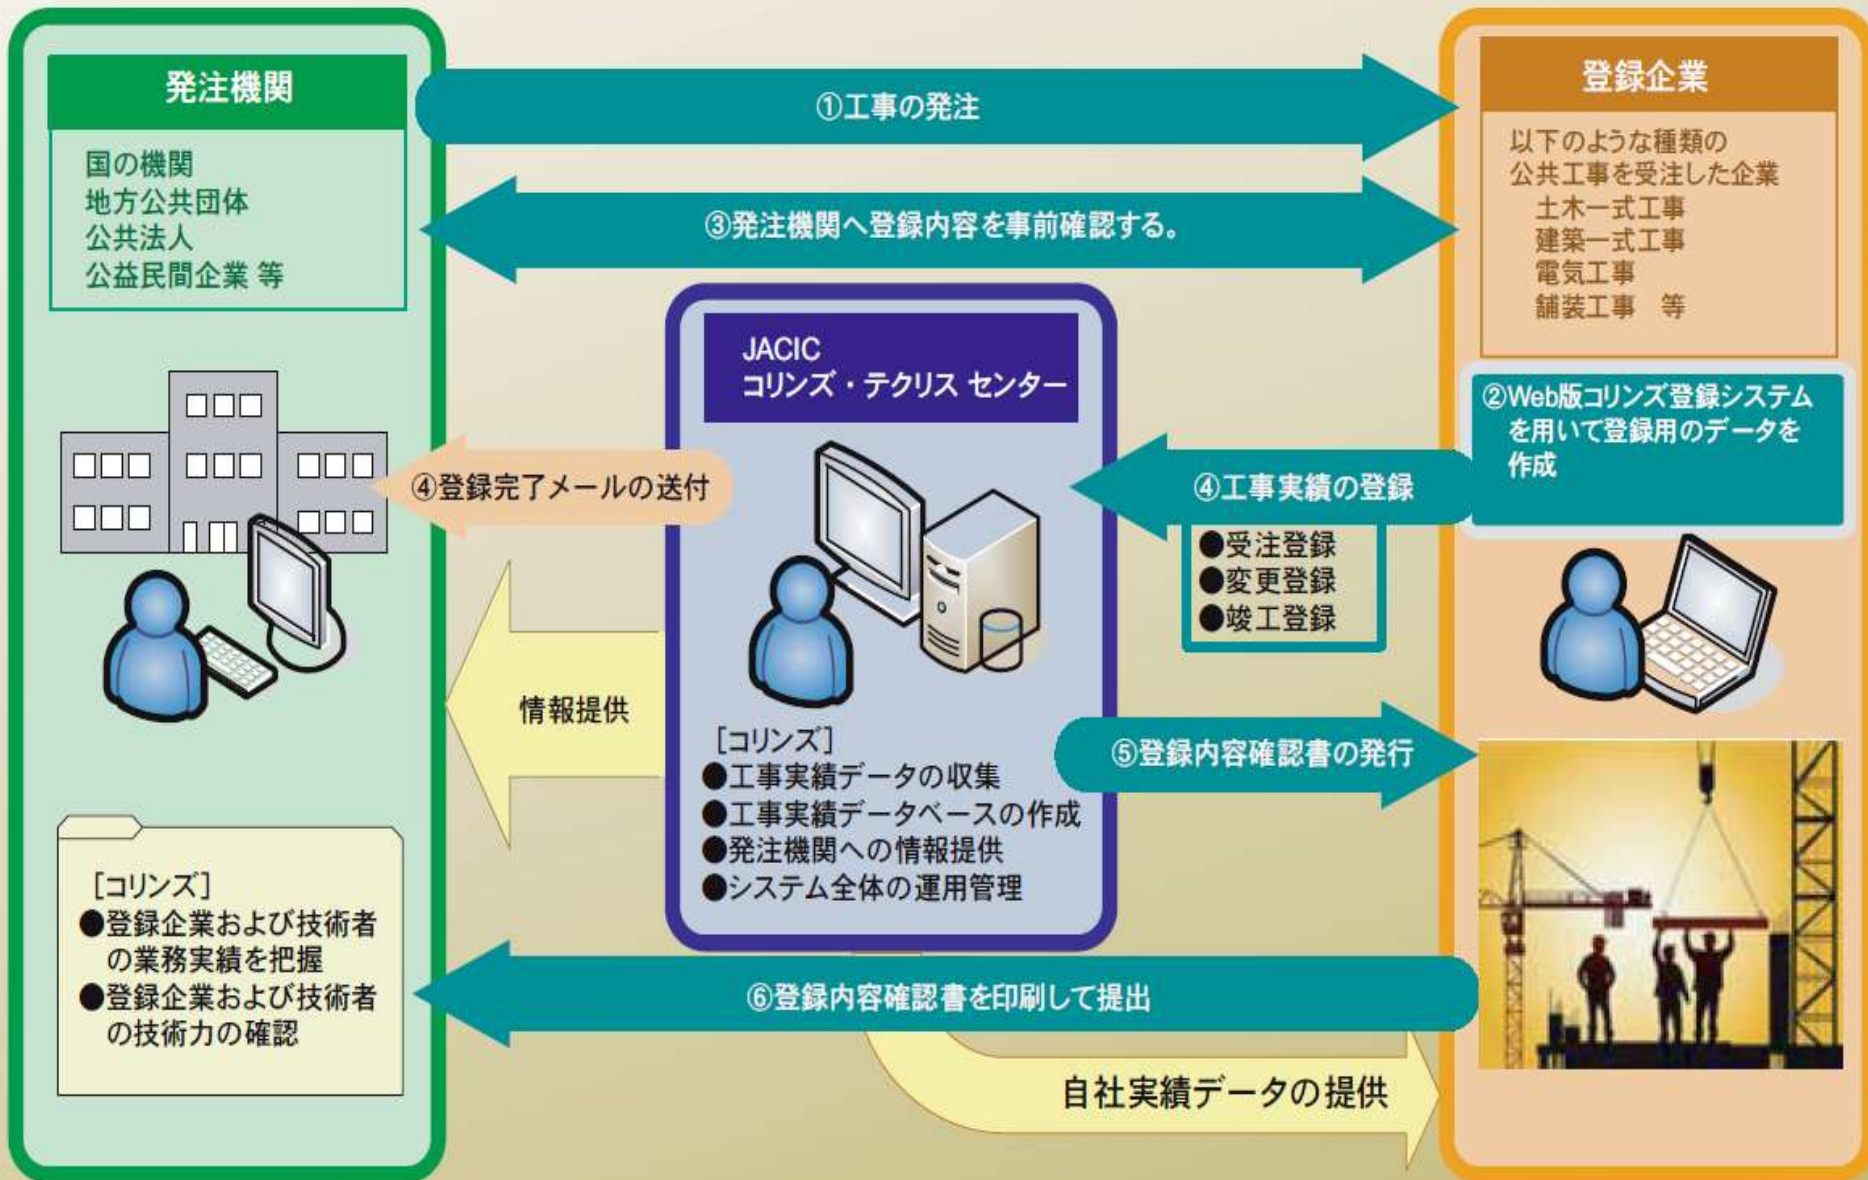 発注機関
国の機関
地方公共団体
公共法人
公益民間企業 等
①工事の発注
③発注機関へ登録内容を事前確認する。
登録企業
以下のような種類の
公共工事を受注した企業
土木一式工事
建築一式工事
電気工事
舗装工事 等
JACIC
コリンズ・テクリス センター
②Web版コリンズ登録システム
を用いて登録用のデータを
作成
④登録完了メールの送付
④工事実績の登録
●受注登録
●変更登録
●竣工登録
情報提供
[コリンズ]
●工事実績データの収集
●工事実績データベースの作成
●発注機関への情報提供
●システム全体の運用管理
⑤登録内容確認書の発行
[コリンズ]
●登録企業および技術者
の業務実績を把握
●登録企業および技術者
の技術力の確認
⑥登録内容確認書を印刷して提出
自社実績データの提供